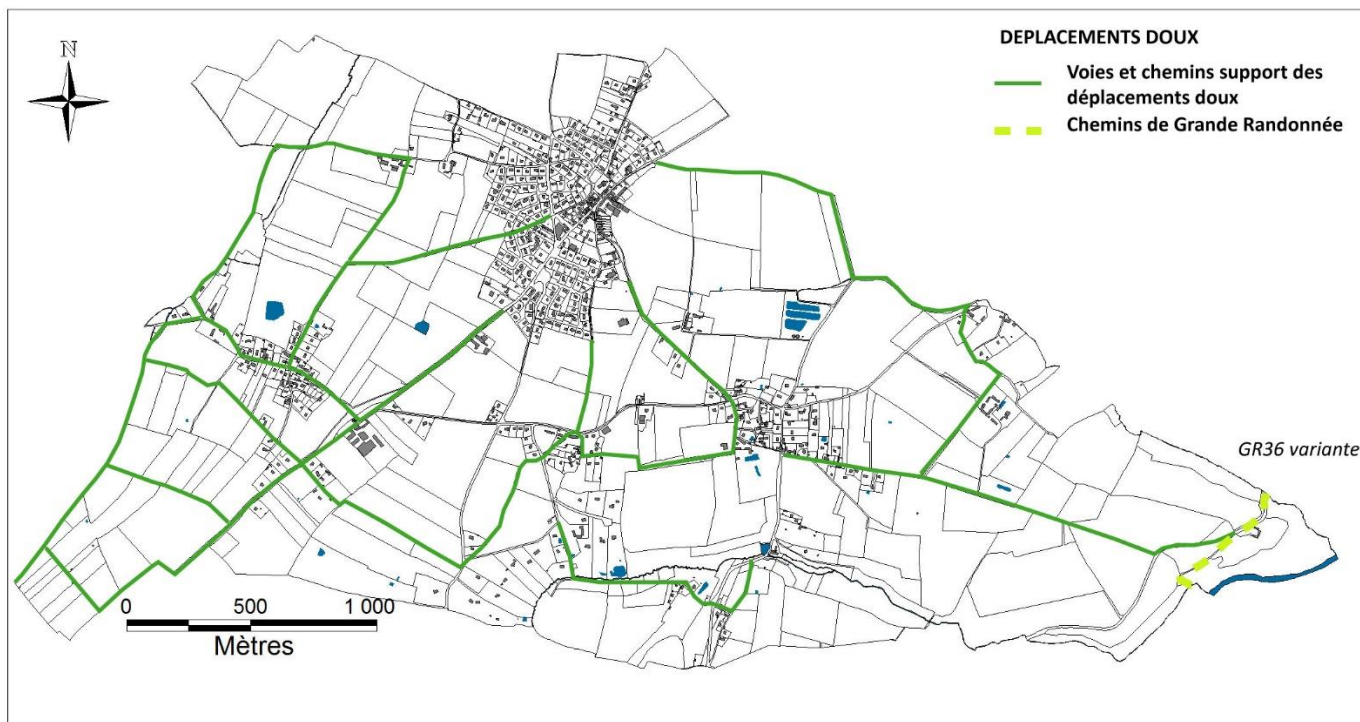 N
DEPLACEMENTS DOUX
Voies et chemins support des
déplacements doux
Chemins de Grande Randonnée
GR36 variante
0 500 1 000
Mètres